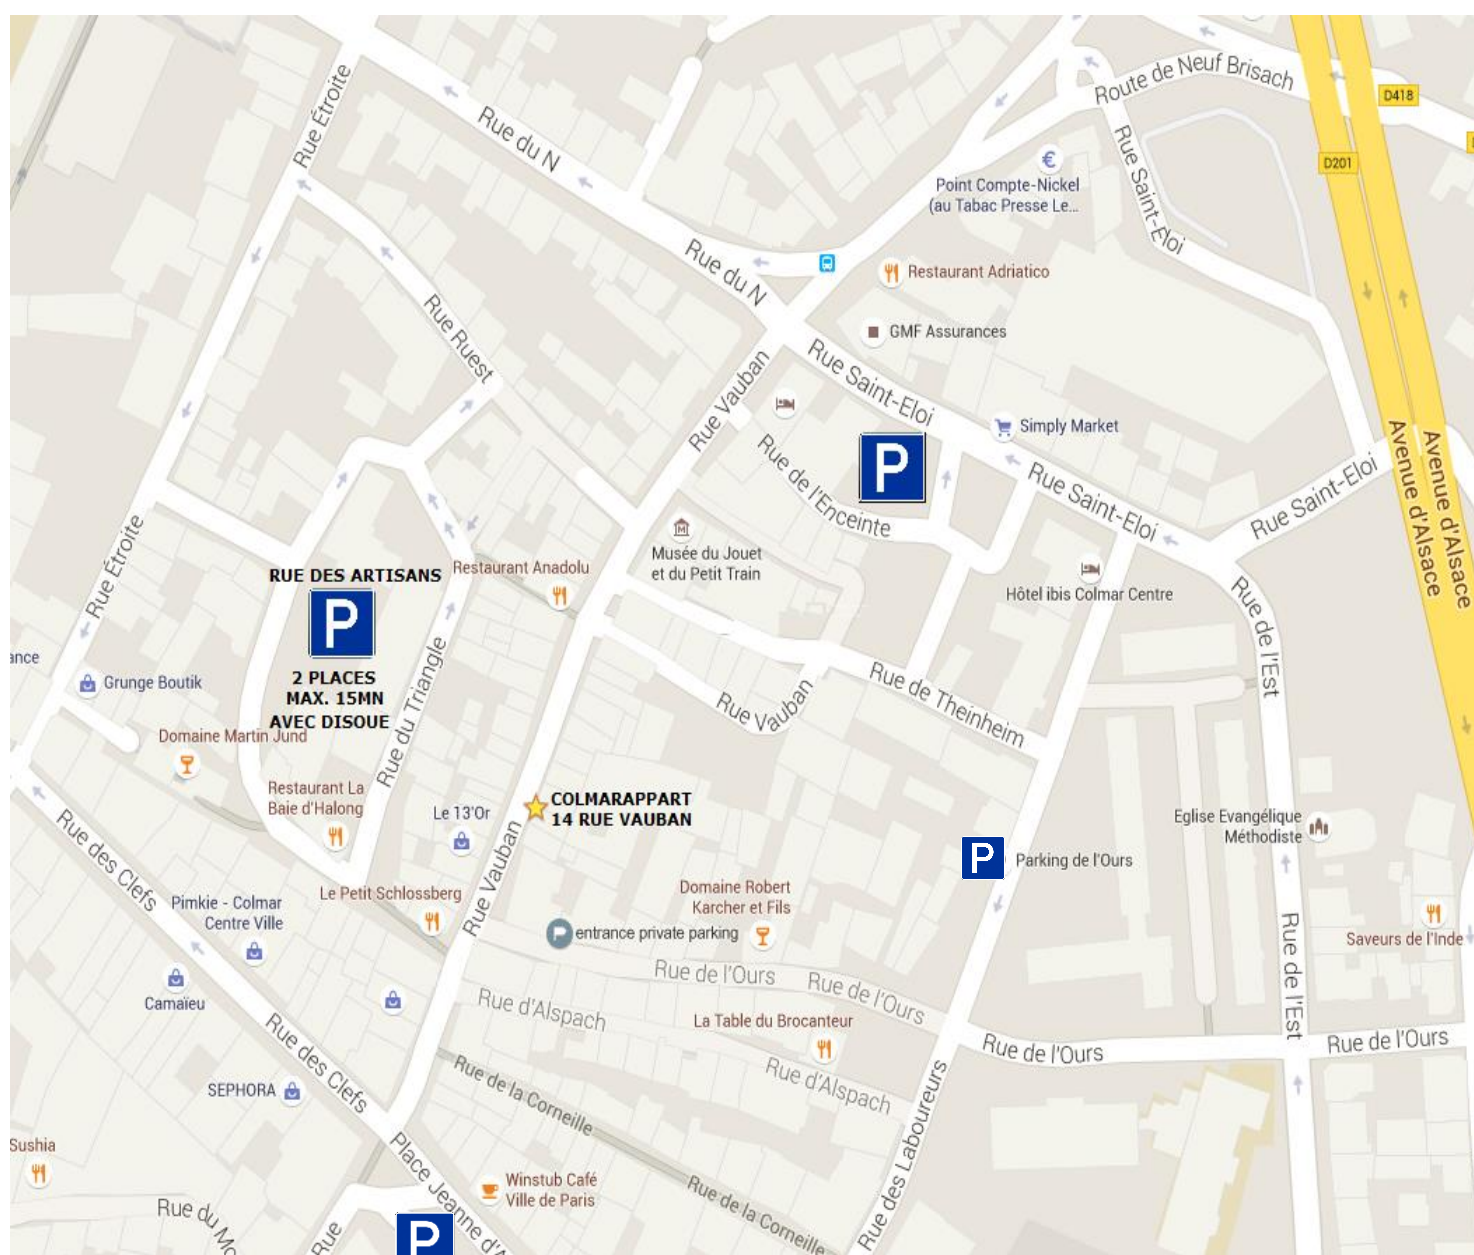 Route de Neuf Brisach
D418
Rue Étroite
Rue du N
D201
Rue Saint-Eloi
Point Compte-Nickel
(au Tabac Presse Le...
Rue du N
Restaurant Adriatico
GMF Assurances
Rue Ruest
Rue Vauban
Rue Saint-Eloi
Simply Market
Rue de l'Enceinte
P
Rue Saint-Eloi
Rue Saint-Eloi
Avenue d'Alsace
Avenue d'Alsace
Rue Étroite
M
Musée du Jouet
et du Petit Train
Restaurant Anadolu
RUE DES ARTISANS
P
2 PLACES
MAX. 15MN
AVEC DISQUE
Hôtel ibis Colmar Centre
Rue de l'Est
ance
Grunge Boutik
Rue du Triangle
Rue Vauban
Rue de Theinheim
Domaine Martin Jund
Restaurant La
Baie d'Halong
Le 13'Or
COLMARAPPART
14 RUE VAUBAN
Eglise Evangélique
Méthodiste
P
Parking de l'Ours
Rue des Clefs
Rue Vauban
Le Petit Schlossberg
Pimkie - Colmar
Centre Ville
Domaine Robert
Karcher et Fils
P
entrance private parking
Saveurs de l'Inde
Rue de l'Est
Rue de l'Ours
Rue de l'Ours
Camaïeu
Rue d'Alspach
La Table du Brocanteur
Rue des Clefs
Rue de l'Ours
Rue de l'Ours
SEPHORA
Rue de la Corneille
Rue d'Alspach
Rue des Laboureurs
Sushia
Place Jeanne d'A
Winstub Café
Ville de Paris
Rue de la Corneille
Rue du Mo
Rue
P